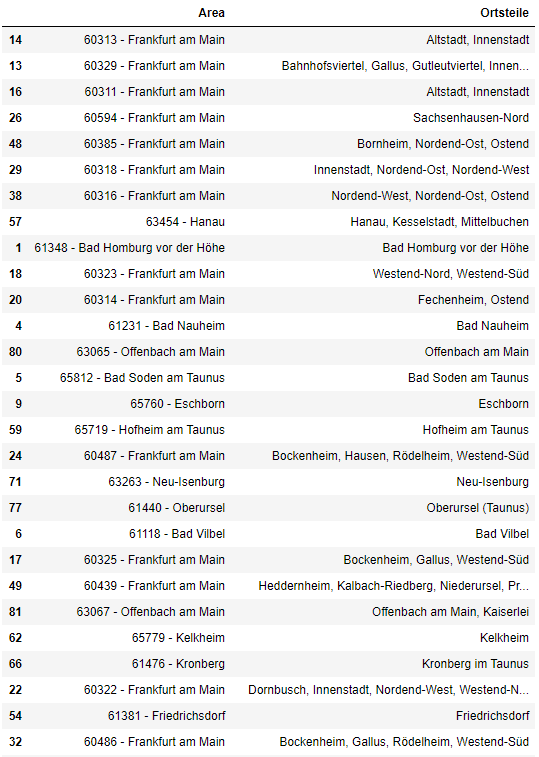 Area Ortsteile
14 60313 - Frankfurt am Main Altstadt, Innenstadt
13 60329 - Frankfurt am Main Bahnhofsviertel, Gallus, Gutleutviertel, Innen...
16 60311 - Frankfurt am Main Altstadt, Innenstadt
26 60594 - Frankfurt am Main Sachsenhausen-Nord
48 60385 - Frankfurt am Main Bornheim, Nordend-Ost, Ostend
29 60318 - Frankfurt am Main Innenstadt, Nordend-Ost, Nordend-West
38 60316 - Frankfurt am Main Nordend-West, Nordend-Ost, Ostend
57 63454 - Hanau Hanau, Kesselstadt, Mittelbuchen
1 61348 - Bad Homburg vor der Höhe Bad Homburg vor der Höhe
18 60323 - Frankfurt am Main Westend-Nord, Westend-Süd
20 60314 - Frankfurt am Main Fechenheim, Ostend
4 61231 - Bad Nauheim Bad Nauheim
80 63065 - Offenbach am Main Offenbach am Main
5 65812 - Bad Soden am Taunus Bad Soden am Taunus
9 65760 - Eschborn Eschborn
59 65719 - Hofheim am Taunus Hofheim am Taunus
24 60487 - Frankfurt am Main Bockenheim, Hausen, Rödelheim, Westend-Süd
71 63263 - Neu-Isenburg Neu-Isenburg
77 61440 - Oberursel Oberursel (Taunus)
6 61118 - Bad Vilbel Bad Vilbel
17 60325 - Frankfurt am Main Bockenheim, Gallus, Westend-Süd
49 60439 - Frankfurt am Main Heddernheim, Kalbach-Riedberg, Niederursel, Pr...
81 63067 - Offenbach am Main Offenbach am Main, Kaiserlei
62 65779 - Kelkheim Kelkheim
66 61476 - Kronberg Kronberg im Taunus
22 60322 - Frankfurt am Main Dornbusch, Innenstadt, Nordend-West, Westend-N...
54 61381 - Friedrichsdorf Friedrichsdorf
32 60486 - Frankfurt am Main Bockenheim, Gallus, Rödelheim, Westend-Süd